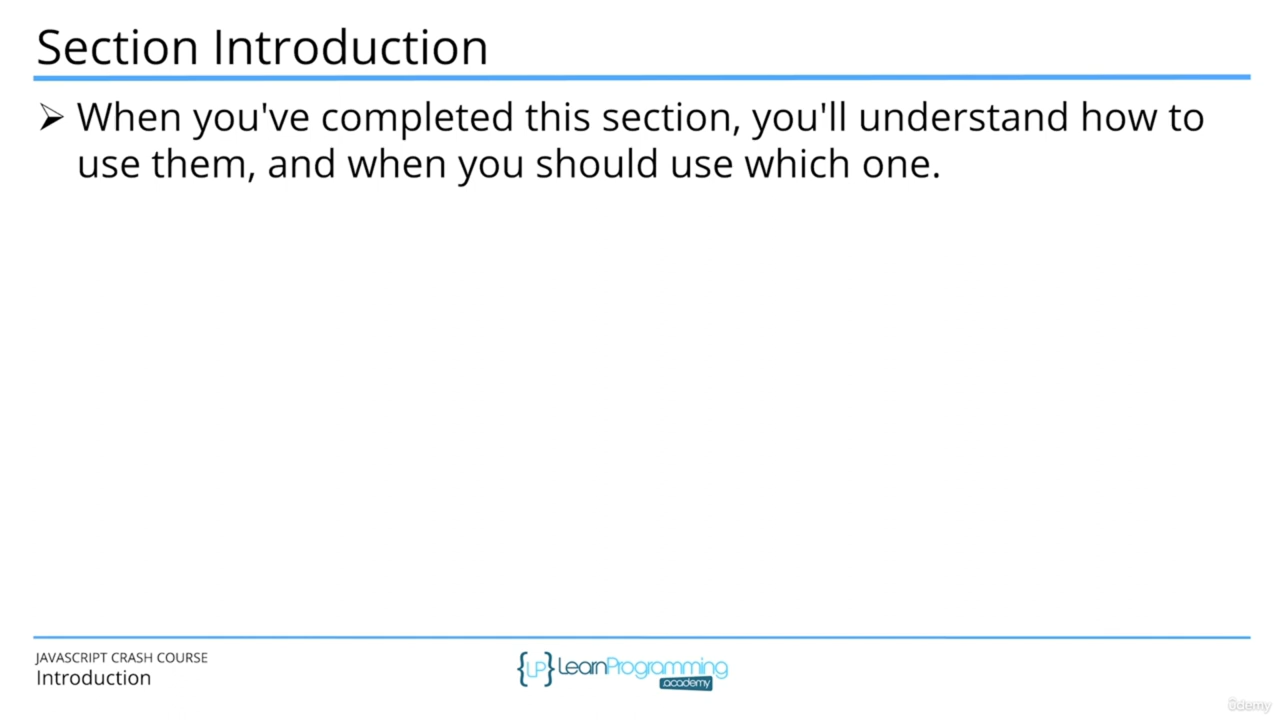 Section Introduction
➢ When you've completed this section, you'll understand how to
use them, and when you should use which one.
JAVASCRIPT CRASH COURSE
Introduction
{LP} LearnProgramming
.academy
ûdemy